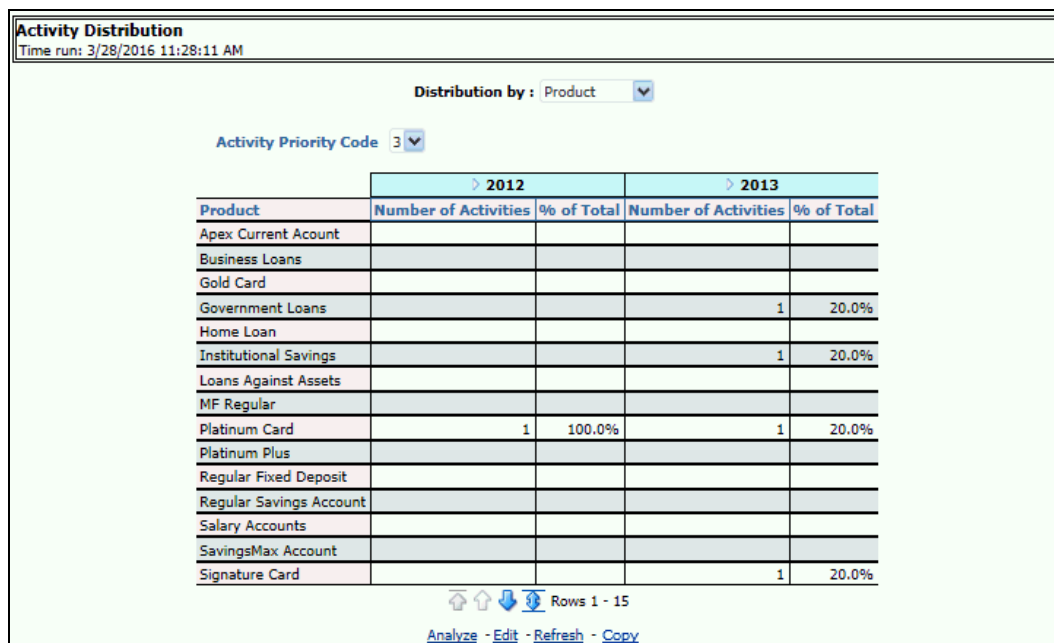 Activity Distribution
Time run: 3/28/2016 11:28:11 AM
Distribution by : Product
Activity Priority Code 3
2012 2013
Product Number of Activities % of Total Number of Activities % of Total
Apex Current Acount
Business Loans
Gold Card
Government Loans 1 20.0%
Home Loan
Institutional Savings 1 20.0%
Loans Against Assets
MF Regular
Platinum Card 1 100.0% 1 20.0%
Platinum Plus
Regular Fixed Deposit
Regular Savings Account
Salary Accounts
SavingsMax Account
Signature Card 1 20.0%
Rows 1 - 15
Analyze - Edit - Refresh - Copy